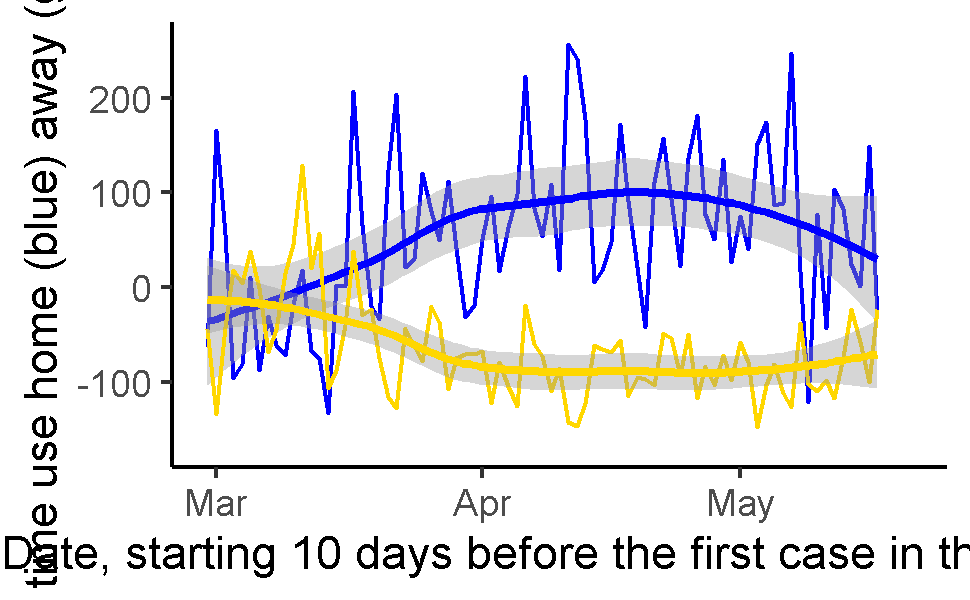 time use home (blue) away (
200
100
0
-100
Mar Apr May
Date, starting 10 days before the first case in th